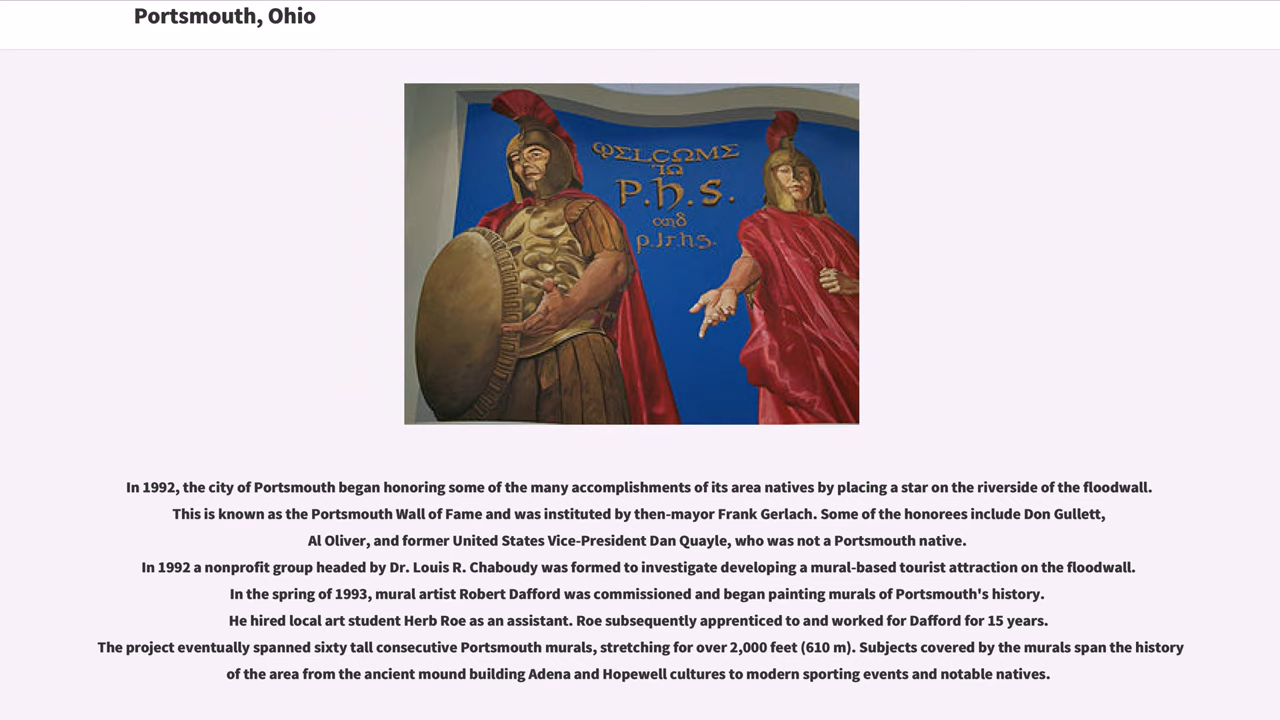 Portsmouth, Ohio
ΦΣLCΩMΣ
ΤΩ
P.h.S.
and
p.Jr.h.s.
In 1992, the city of Portsmouth began honoring some of the many accomplishments of its area natives by placing a star on the riverside of the floodwall.
This is known as the Portsmouth Wall of Fame and was instituted by then-mayor Frank Gerlach. Some of the honorees include Don Gullett,
Al Oliver, and former United States Vice-President Dan Quayle, who was not a Portsmouth native.
In 1992 a nonprofit group headed by Dr. Louis R. Chaboudy was formed to investigate developing a mural-based tourist attraction on the floodwall.
In the spring of 1993, mural artist Robert Dafford was commissioned and began painting murals of Portsmouth's history.
He hired local art student Herb Roe as an assistant. Roe subsequently apprenticed to and worked for Dafford for 15 years.
The project eventually spanned sixty tall consecutive Portsmouth murals, stretching for over 2,000 feet (610 m). Subjects covered by the murals span the history
of the area from the ancient mound building Adena and Hopewell cultures to modern sporting events and notable natives.